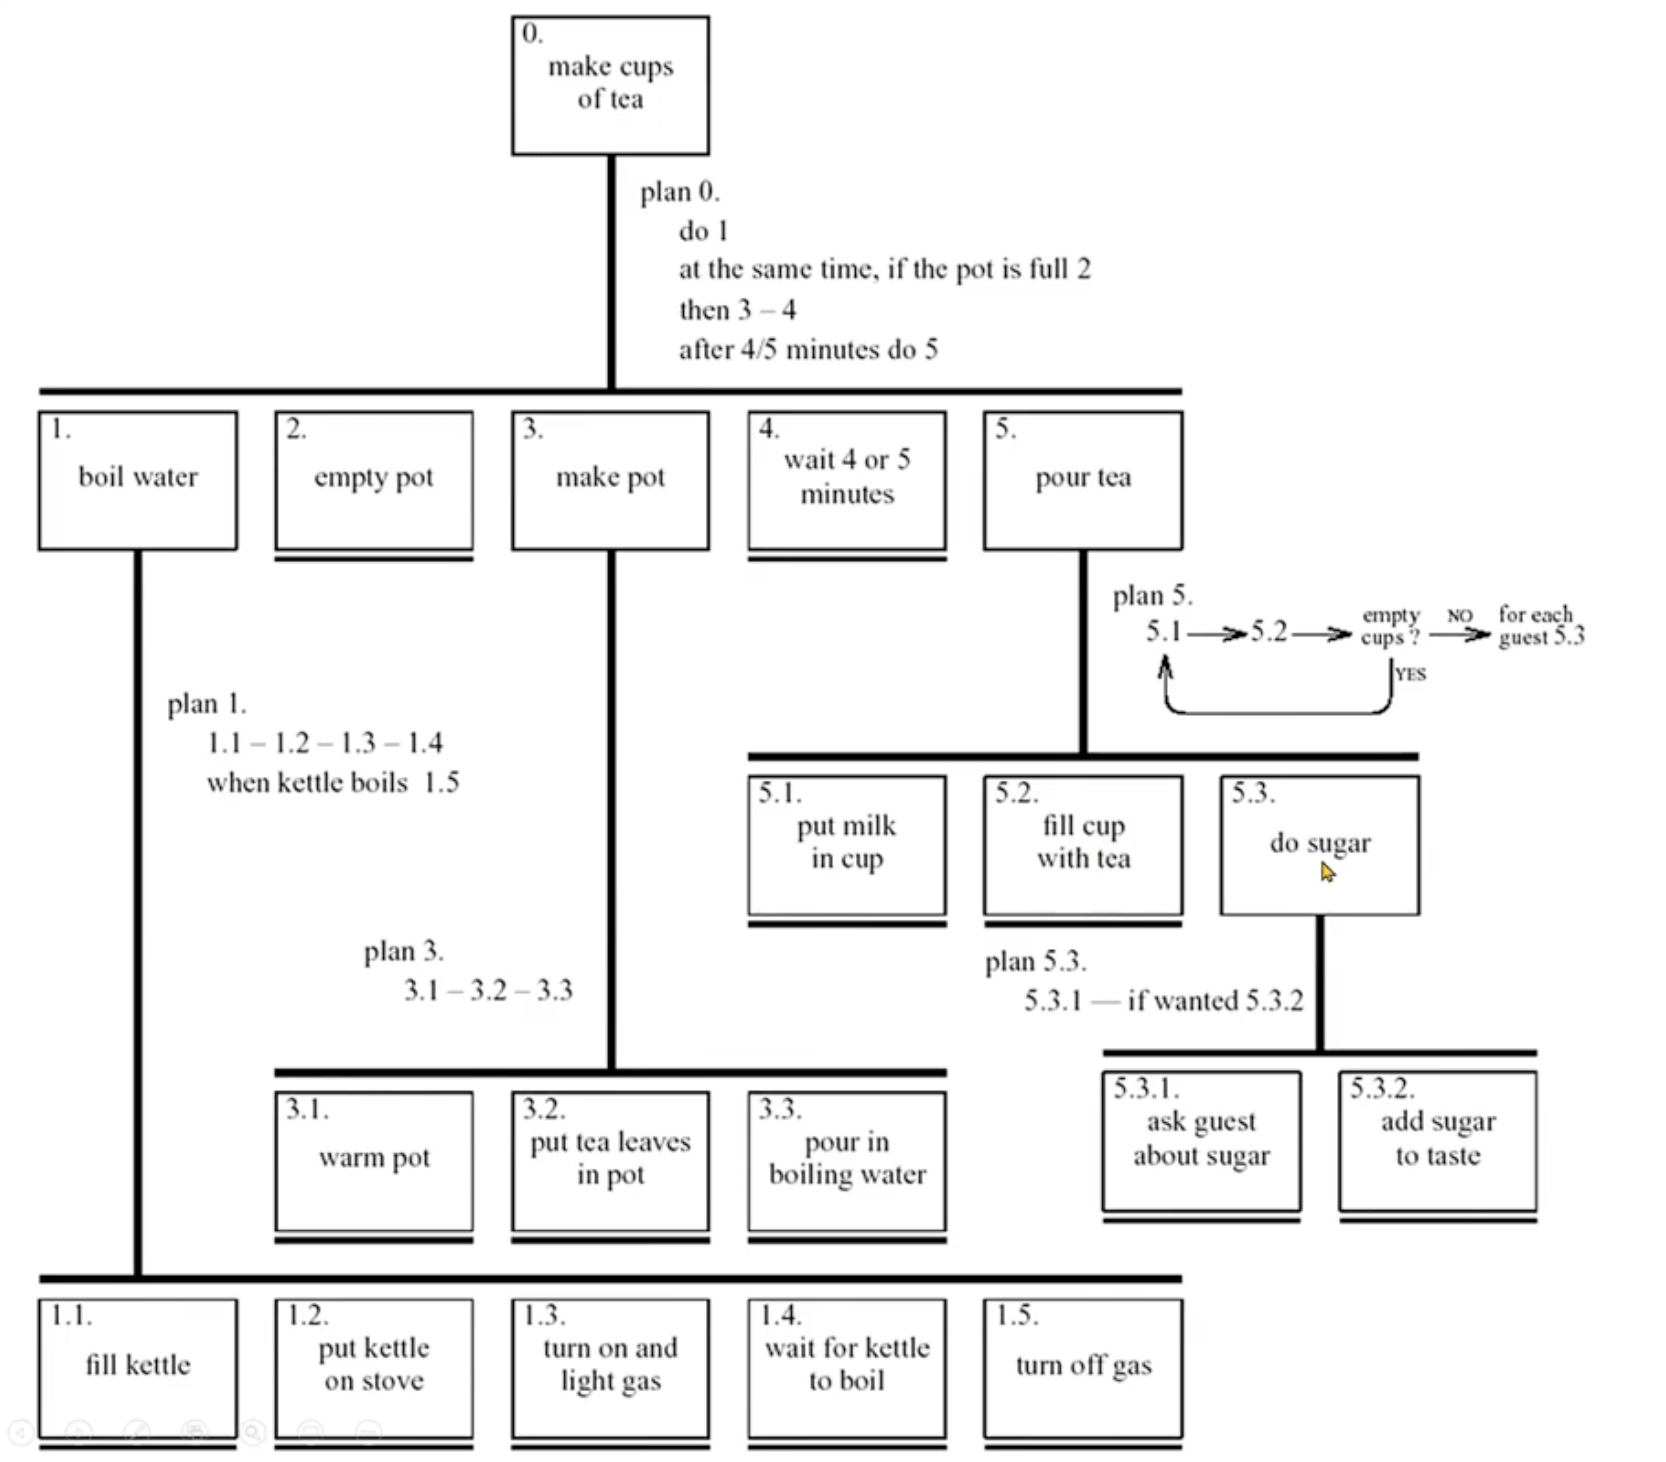 0.
make cups
of tea
plan 0.
do 1
at the same time, if the pot is full 2
then 3 – 4
after 4/5 minutes do 5
1.
boil water
2.
empty pot
3.
make pot
4.
wait 4 or 5
minutes
5.
pour tea
plan 5.
5.1 5.2 empty cups ? NO for each guest 5.3
YES
plan 1.
1.1 – 1.2 – 1.3 – 1.4
when kettle boils 1.5
5.1.
put milk
in cup
5.2.
fill cup
with tea
5.3.
do sugar
plan 3.
3.1 – 3.2 – 3.3
plan 5.3.
5.3.1 — if wanted 5.3.2
5.3.1.
ask guest
about sugar
5.3.2.
add sugar
to taste
3.1.
warm pot
3.2.
put tea leaves
in pot
3.3.
pour in
boiling water
1.1.
fill kettle
1.2.
put kettle
on stove
1.3.
turn on and
light gas
1.4.
wait for kettle
to boil
1.5.
turn off gas